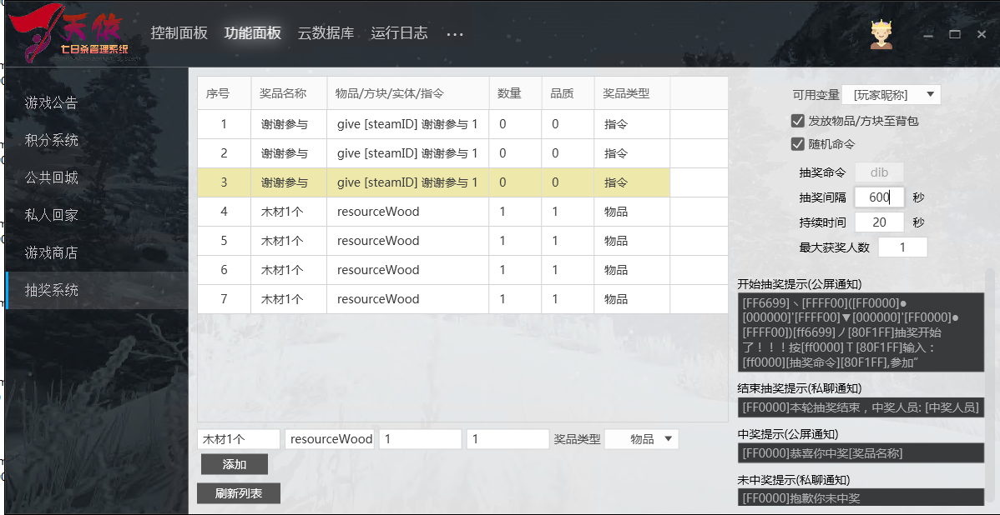 天依
七日杀管理系统
控制面板 功能面板 云数据库 运行日志 ...
游戏公告
积分系统
公共回城
私人回家
游戏商店
抽奖系统
序号 奖品名称 物品/方块/实体/指令 数量 品质 奖品类型
1 谢谢参与 give [steamID] 谢谢参与 1 0 0 指令
2 谢谢参与 give [steamID] 谢谢参与 1 0 0 指令
3 谢谢参与 give [steamID] 谢谢参与 1 0 0 指令
4 木材1个 resourceWood 1 1 物品
5 木材1个 resourceWood 1 1 物品
6 木材1个 resourceWood 1 1 物品
7 木材1个 resourceWood 1 1 物品
木材1个 resourceWood 1 1 奖品类型 物品
添加
刷新列表
可用变量 [玩家昵称]
发放物品/方块至背包
随机命令
抽奖命令 dib
抽奖间隔 600 秒
持续时间 20 秒
最大获奖人数 1
开始抽奖提示(公屏通知)
[FF6699]丶[FFFF00]([FF0000]●
[000000]'[FFFF00]▼[000000]'[FF0000]●
[FFFF00])[ff6699]ノ[80F1FF]抽奖开始
了！！！按[ff0000] T [80F1FF]输入：
[ff0000][抽奖命令][80F1FF],参加”
结束抽奖提示(私聊通知)
[FF0000]本轮抽奖结束，中奖人员: [中奖人员]
中奖提示(公屏通知)
[FF0000]恭喜你中奖[奖品名称]
未中奖提示(私聊通知)
[FF0000]抱歉你未中奖